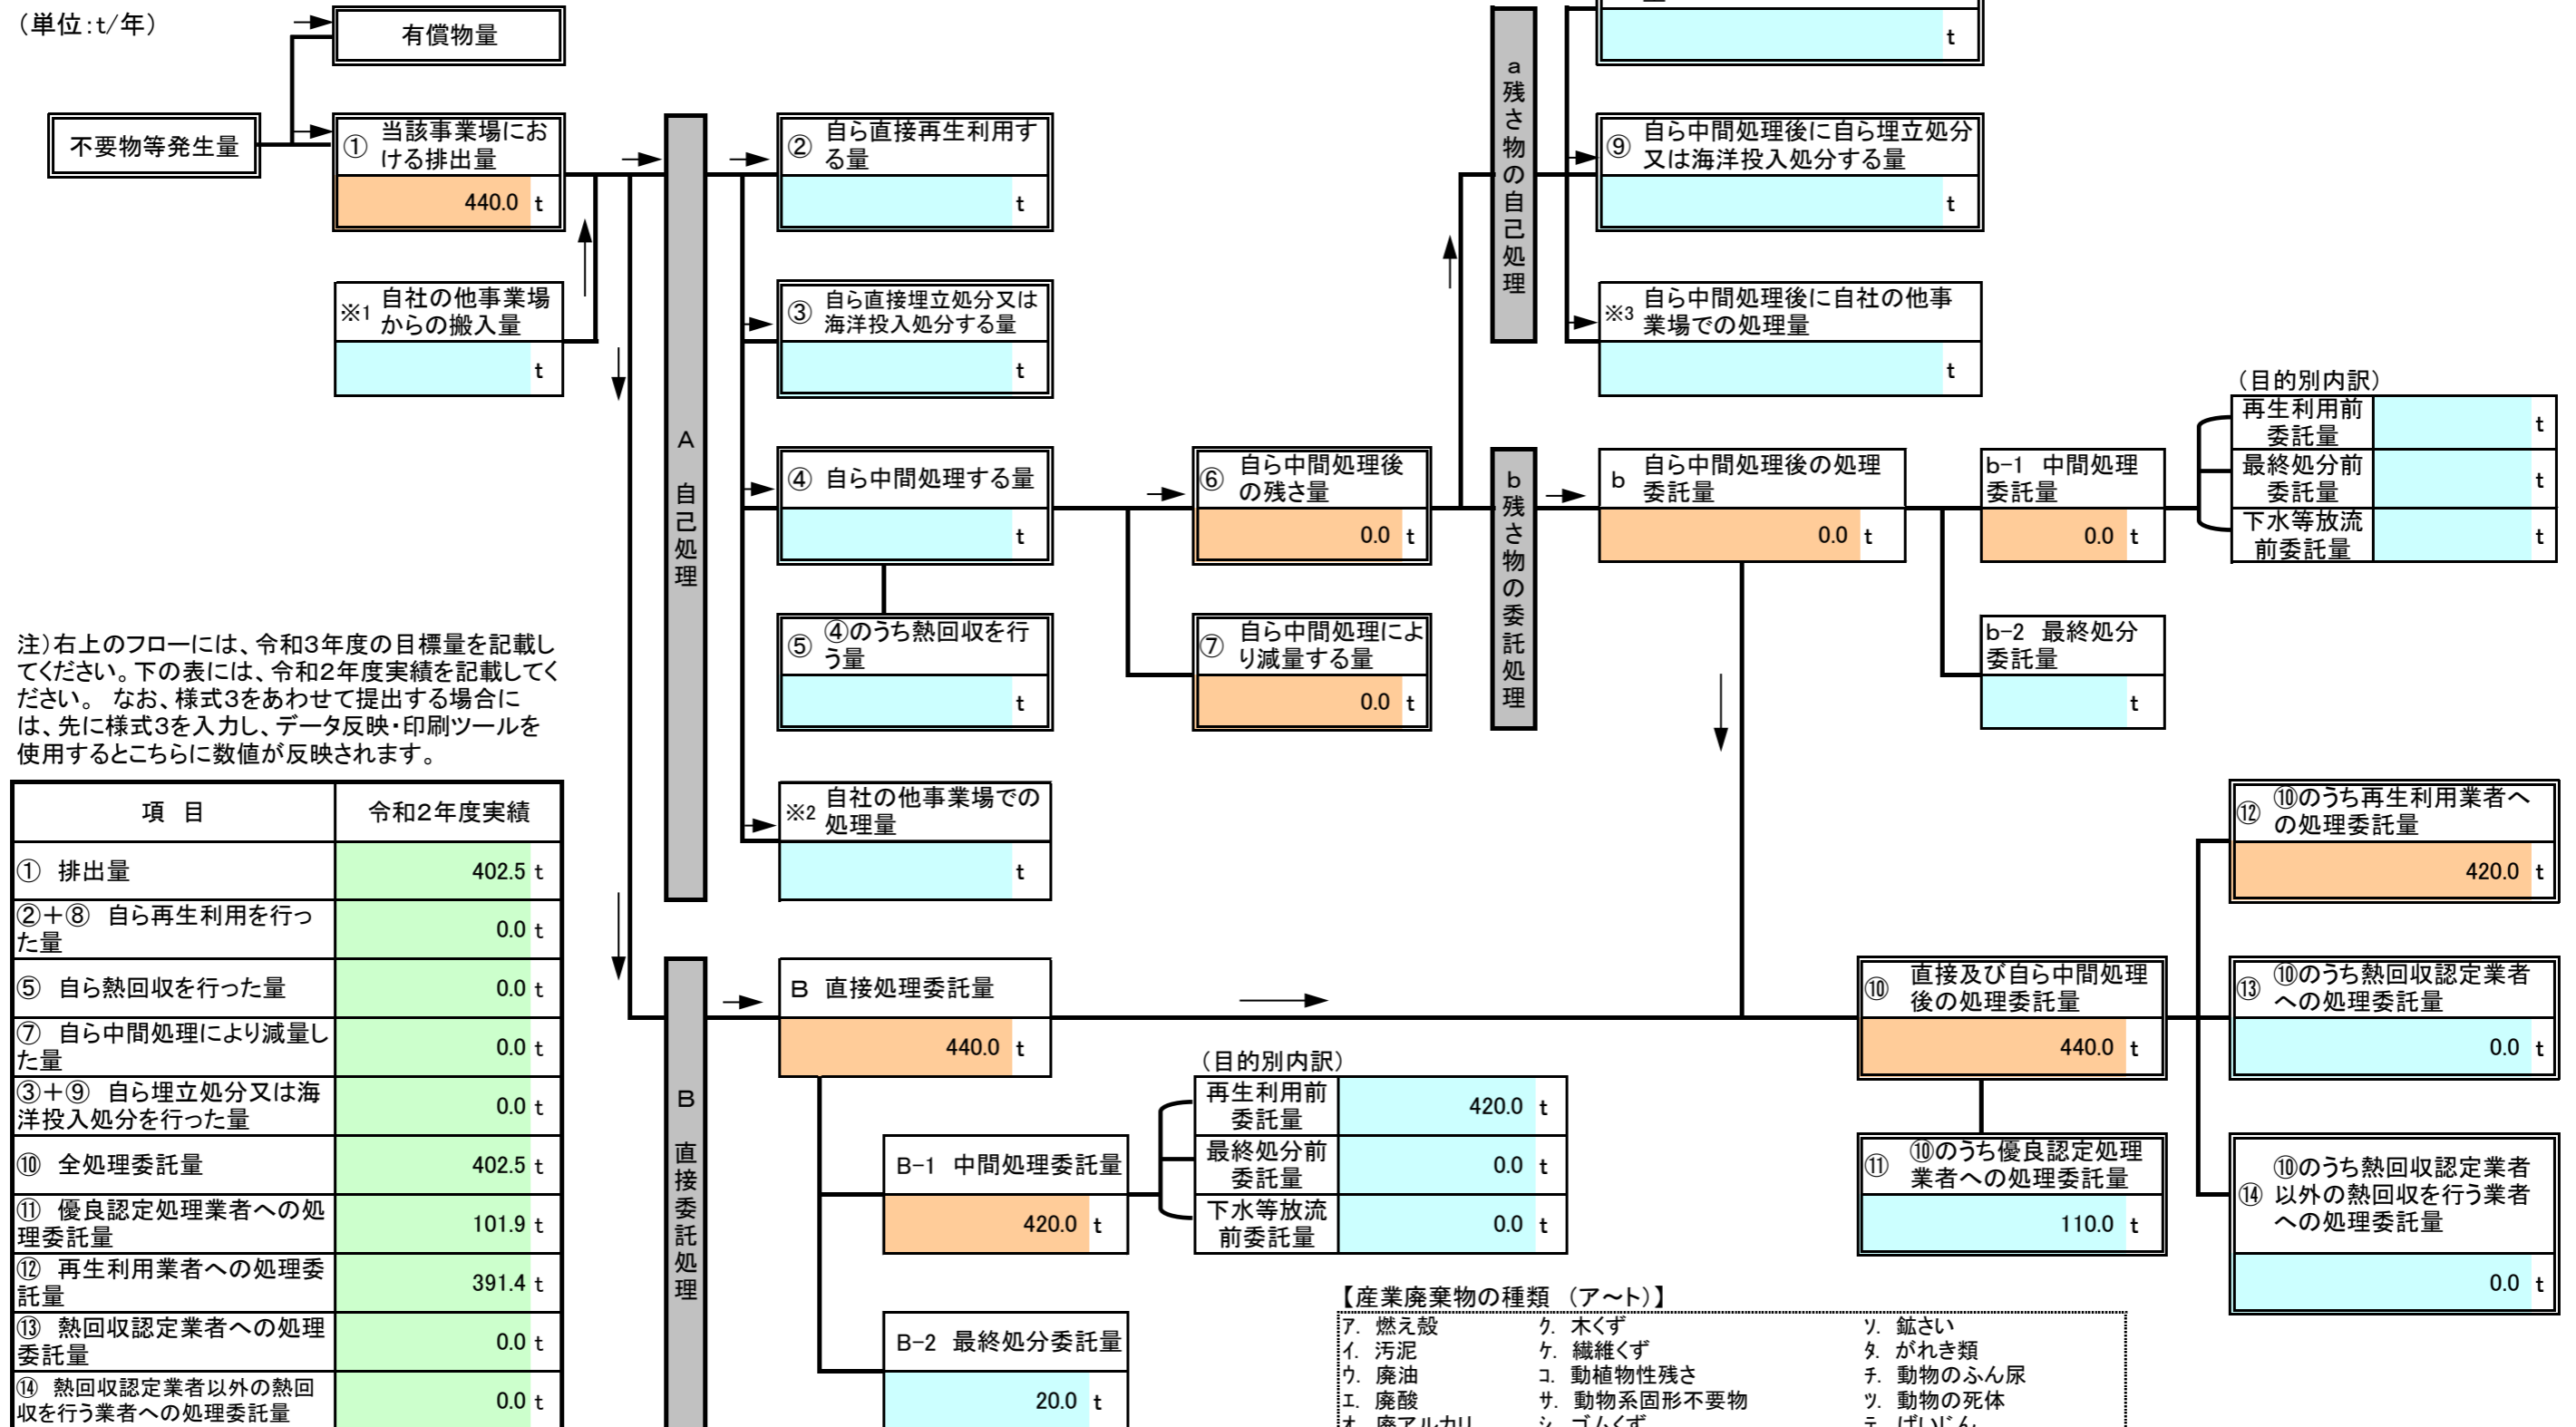 （単位：t/年）
有償物量
不要物等発生量
① 当該事業場にお
ける排出量
440.0 t
※1 自社の他事業場
からの搬入量
t
A 自己処理
② 自ら直接再生利用す
る量
t
③ 自ら直接埋立処分又は
海洋投入処分する量
t
④ 自ら中間処理する量
t
⑤ ④のうち熱回収を行
う量
t
※2 自社の他事業場での
処理量
t
⑥ 自ら中間処理後
の残さ量
0.0 t
⑦ 自ら中間処理によ
り減量する量
0.0 t
a 残さ物の自己処理
t
⑨ 自ら中間処理後に自ら埋立処分
又は海洋投入処分する量
t
※3 自ら中間処理後に自社の他事
業場での処理量
t
b 残さ物の委託処理
b 自ら中間処理後の処理
委託量
0.0 t
b-1 中間処理
委託量
0.0 t
（目的別内訳）
再生利用前
委託量
t
最終処分前
委託量
t
下水等放流
前委託量
t
b-2 最終処分
委託量
t
注）右上のフローには、令和３年度の目標量を記載し
てください。下の表には、令和２年度実績を記載してく
ださい。 なお、様式３をあわせて提出する場合に
は、先に様式３を入力し、データ反映・印刷ツールを
使用するとこちらに数値が反映されます。
項 目 令和２年度実績
① 排出量 402.5 t
②＋⑧ 自ら再生利用を行っ
た量 0.0 t
⑤ 自ら熱回収を行った量 0.0 t
⑦ 自ら中間処理により減量し
た量 0.0 t
③＋⑨ 自ら埋立処分又は海
洋投入処分を行った量 0.0 t
⑩ 全処理委託量 402.5 t
⑪ 優良認定処理業者への処
理委託量 101.9 t
⑫ 再生利用業者への処理委
託量 391.4 t
⑬ 熱回収認定業者への処理
委託量 0.0 t
⑭ 熱回収認定業者以外の熱回
収を行う業者への処理委託量 0.0 t
B 直接委託処理
B 直接処理委託量
440.0 t
B-1 中間処理委託量
420.0 t
（目的別内訳）
再生利用前
委託量
420.0 t
最終処分前
委託量
0.0 t
下水等放流
前委託量
0.0 t
B-2 最終処分委託量
20.0 t
⑩ 直接及び自ら中間処理
後の処理委託量
440.0 t
⑪ ⑩のうち優良認定処理
業者への処理委託量
110.0 t
⑫ ⑩のうち再生利用業者へ
の処理委託量
420.0 t
⑬ ⑩のうち熱回収認定業者
への処理委託量
0.0 t
⑭ ⑩のうち熱回収認定業者
以外の熱回収を行う業者
への処理委託量
0.0 t
【産業廃棄物の種類 （ア～ト）】
ｱ. 燃え殻 ｸ. 木くず ｿ. 鉱さい
ｲ. 汚泥 ｹ. 繊維くず ﾀ. がれき類
ｳ. 廃油 ｺ. 動植物性残さ ﾁ. 動物のふん尿
ｴ. 廃酸 ｻ. 動物系固形不要物 ﾂ. 動物の死体
ｵ. 廃アルカリ ｼ. ゴムくず ﾃ. ばいじん